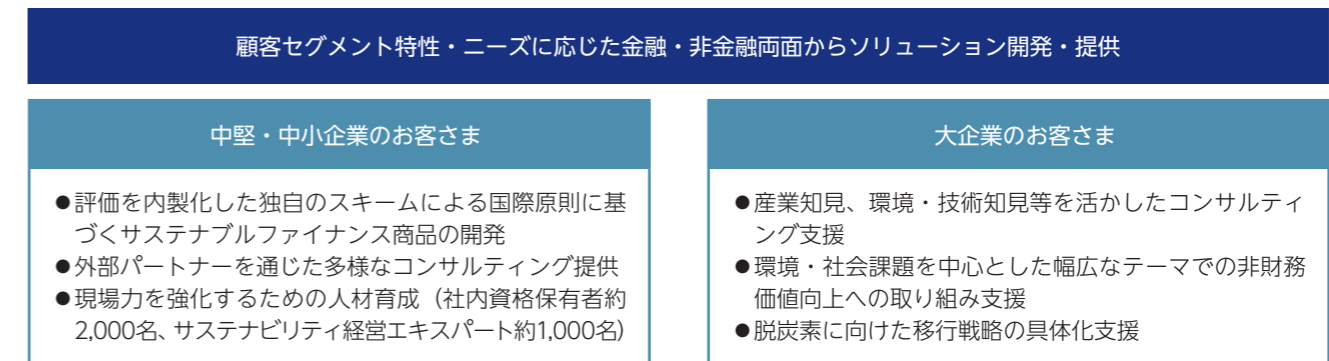 顧客セグメント特性・ニーズに応じた金融・非金融両面からソリューション開発・提供
中堅・中小企業のお客さま
●評価を内製化した独自のスキームによる国際原則に基
づくサステナブルファイナンス商品の開発
●外部パートナーを通じた多様なコンサルティング提供
●現場力を強化するための人材育成（社内資格保有者約
2,000名、サステナビリティ経営エキスパート約1,000名）
大企業のお客さま
●産業知見、環境・技術知見等を活かしたコンサルティ
ング支援
●環境・社会課題を中心とした幅広なテーマでの非財務
価値向上への取り組み支援
●脱炭素に向けた移行戦略の具体化支援